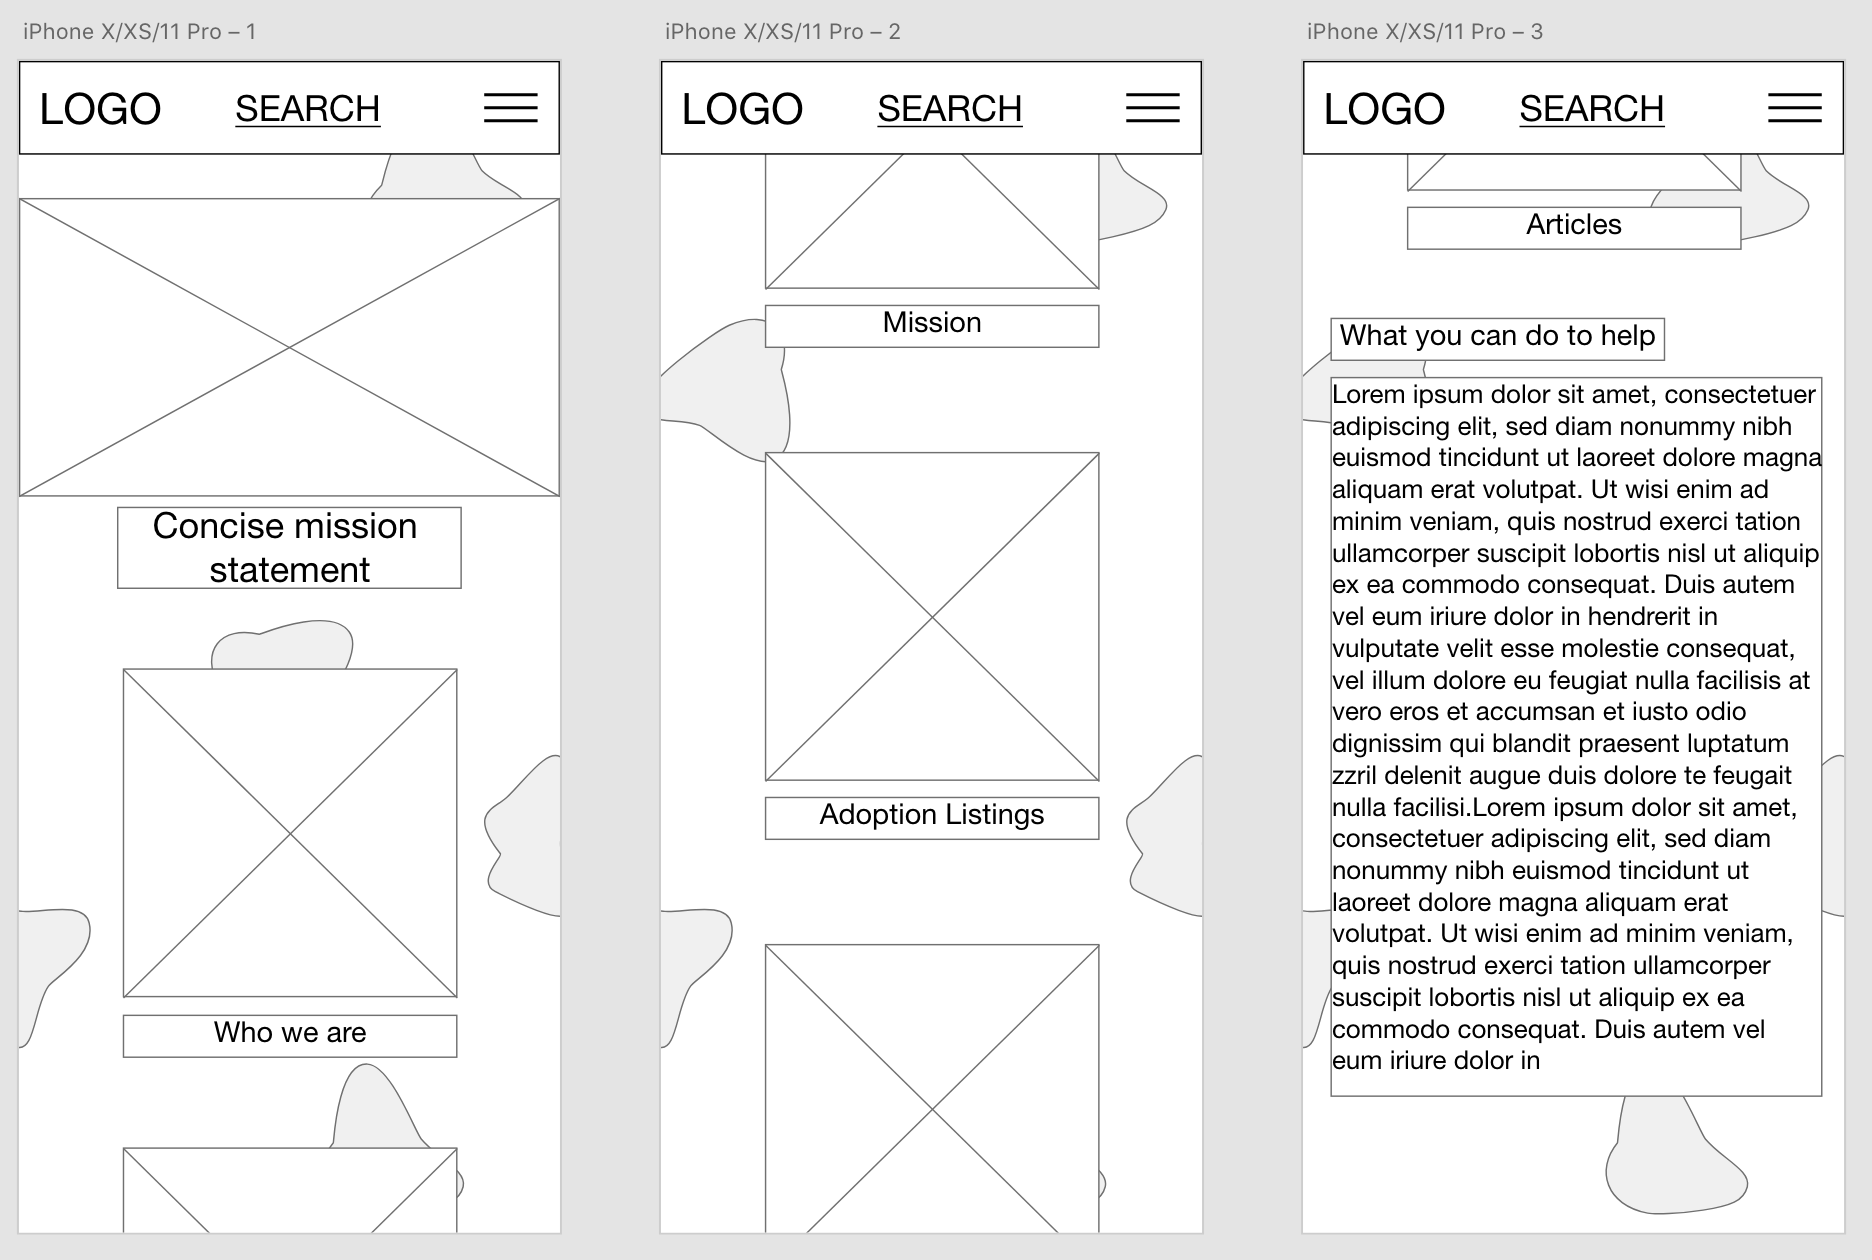 iPhone X/XS/11 Pro – 1
LOGO
SEARCH
Concise mission
statement
Who we are
iPhone X/XS/11 Pro – 2
LOGO
SEARCH
Mission
Adoption Listings
iPhone X/XS/11 Pro – 3
LOGO
SEARCH
Articles
What you can do to help
Lorem ipsum dolor sit amet, consectetuer
adipiscing elit, sed diam nonummy nibh
euismod tincidunt ut laoreet dolore magna
aliquam erat volutpat. Ut wisi enim ad
minim veniam, quis nostrud exerci tation
ullamcorper suscipit lobortis nisl ut aliquip
ex ea commodo consequat. Duis autem
vel eum iriure dolor in hendrerit in
vulputate velit esse molestie consequat,
vel illum dolore eu feugiat nulla facilisis at
vero eros et accumsan et iusto odio
dignissim qui blandit praesent luptatum
zzril delenit augue duis dolore te feugait
nulla facilisi.Lorem ipsum dolor sit amet,
consectetuer adipiscing elit, sed diam
nonummy nibh euismod tincidunt ut
laoreet dolore magna aliquam erat
volutpat. Ut wisi enim ad minim veniam,
quis nostrud exerci tation ullamcorper
suscipit lobortis nisl ut aliquip ex ea
commodo consequat. Duis autem vel
eum iriure dolor in